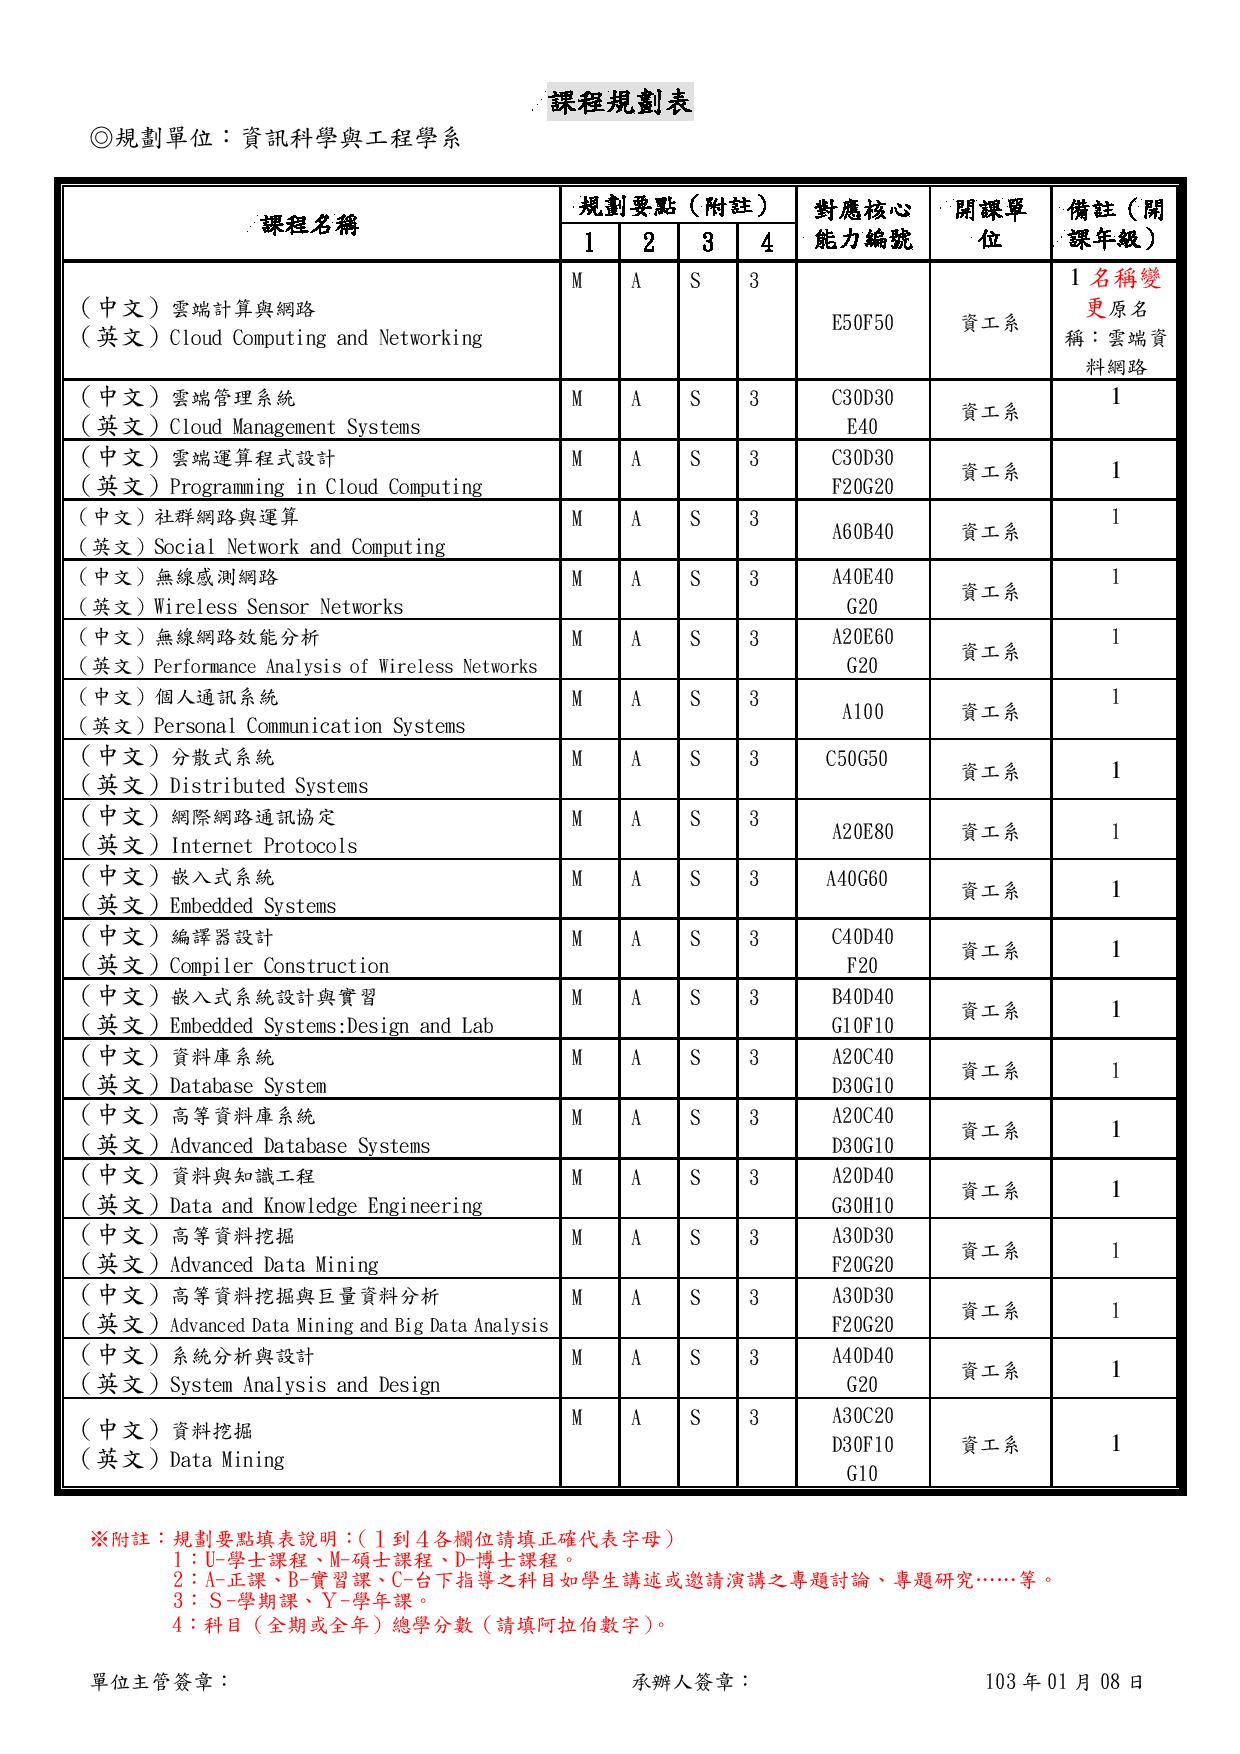 課程規劃表
◎規劃單位：資訊科學與工程學系
課程名稱 規劃要點（附註） 對應核心 開課單 備註（開
1 2 3 4 能力編號 位 課年級）
M A S 3 1 名稱變
（中文）雲端計算與網路 更原名
（英文）Cloud Computing and Networking E50F50 資工系 稱：雲端資
料網路
（中文）雲端管理系統 M A S 3 C30D30 資工系 1
（英文）Cloud Management Systems E40
（中文）雲端運算程式設計 M A S 3 C30D30 資工系 1
（英文）Programming in Cloud Computing F20G20
（中文）社群網路與運算 M A S 3 A60B40 資工系 1
（英文）Social Network and Computing
（中文）無線感測網路 M A S 3 A40E40 資工系 1
（英文）Wireless Sensor Networks G20
（中文）無線網路效能分析 M A S 3 A20E60 資工系 1
（英文）Performance Analysis of Wireless Networks G20
（中文）個人通訊系統 M A S 3 A100 資工系 1
（英文）Personal Communication Systems
（中文）分散式系統 M A S 3 C50G50 資工系 1
（英文）Distributed Systems
（中文）網際網路通訊協定 M A S 3 A20E80 資工系 1
（英文）Internet Protocols
（中文）嵌入式系統 M A S 3 A40G60 資工系 1
（英文）Embedded Systems
（中文）編譯器設計 M A S 3 C40D40 資工系 1
（英文）Compiler Construction F20
（中文）嵌入式系統設計與實習 M A S 3 B40D40 資工系 1
（英文）Embedded Systems:Design and Lab G10F10
（中文）資料庫系統 M A S 3 A20C40 資工系 1
（英文）Database System D30G10
（中文）高等資料庫系統 M A S 3 A20C40 資工系 1
（英文）Advanced Database Systems D30G10
（中文）資料與知識工程 M A S 3 A20D40 資工系 1
（英文）Data and Knowledge Engineering G30H10
（中文）高等資料挖掘 M A S 3 A30D30 資工系 1
（英文）Advanced Data Mining F20G20
（中文）高等資料挖掘與巨量資料分析 M A S 3 A30D30 資工系 1
（英文）Advanced Data Mining and Big Data Analysis F20G20
（中文）系統分析與設計 M A S 3 A40D40 資工系 1
（英文）System Analysis and Design G20
（中文）資料挖掘 M A S 3 A30C20 資工系 1
（英文）Data Mining D30F10
G10
※附註：規劃要點填表說明：（１到４各欄位請填正確代表字母）
1：U-學士課程、M-碩士課程、D-博士課程。
2：A-正課、B-實習課、C-台下指導之科目如學生講述或邀請演講之專題討論、專題研究……等。
3：Ｓ-學期課、Ｙ-學年課。
4：科目（全期或全年）總學分數（請填阿拉伯數字）。
單位主管簽章： 承辦人簽章： 103 年 01 月 08 日